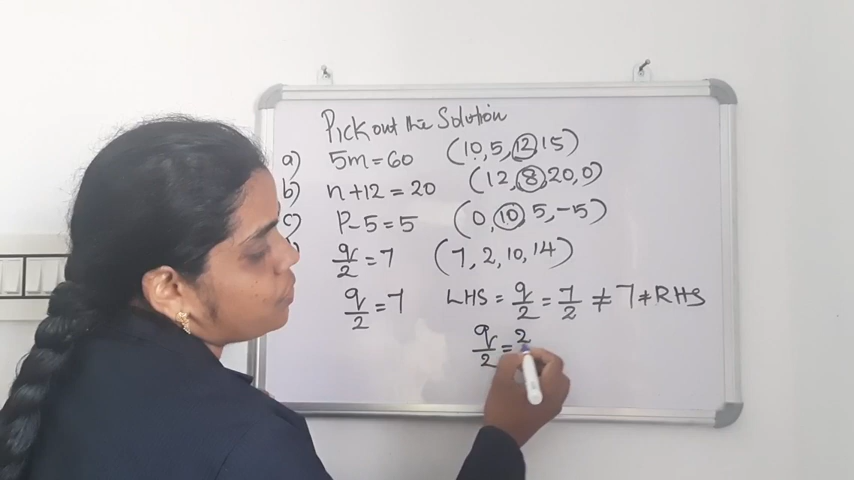 Pick out the Solution
a) 5m = 60 (10, 5, 12, 15)
b) n + 12 = 20 (12, 8, 20, 0)
c) P - 5 = 5 (0, 10, 5, -5)
) q/2 = 7 (7, 2, 10, 14)
q/2 = 7 LHS = q/2 = 7/2 ≠ 7 ≠ RHS
q/2 = 2